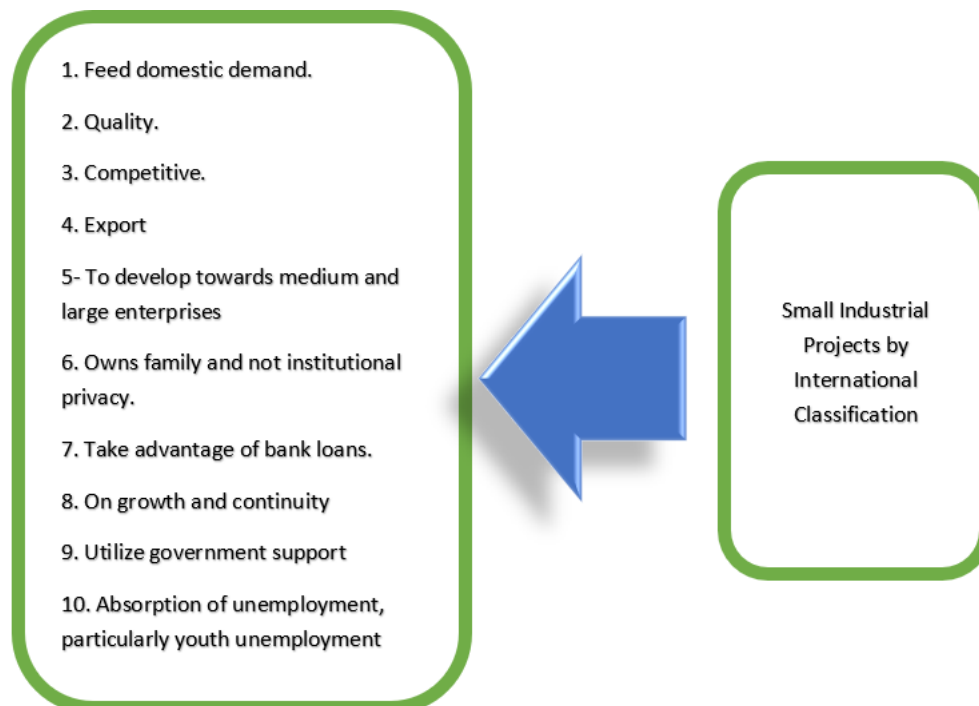 1. Feed domestic demand.
2. Quality.
3. Competitive.
4. Export
5- To develop towards medium and
large enterprises
6. Owns family and not institutional
privacy.
7. Take advantage of bank loans.
8. On growth and continuity
9. Utilize government support
10. Absorption of unemployment,
particularly youth unemployment
Small Industrial
Projects by
International
Classification